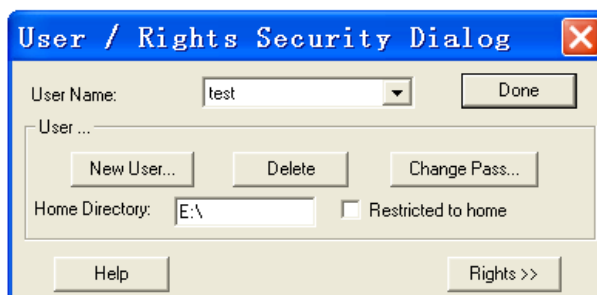 User / Rights Security Dialog
User Name: test Done
User ...
New User... Delete Change Pass...
Home Directory: E:\ Restricted to home
Help Rights >>